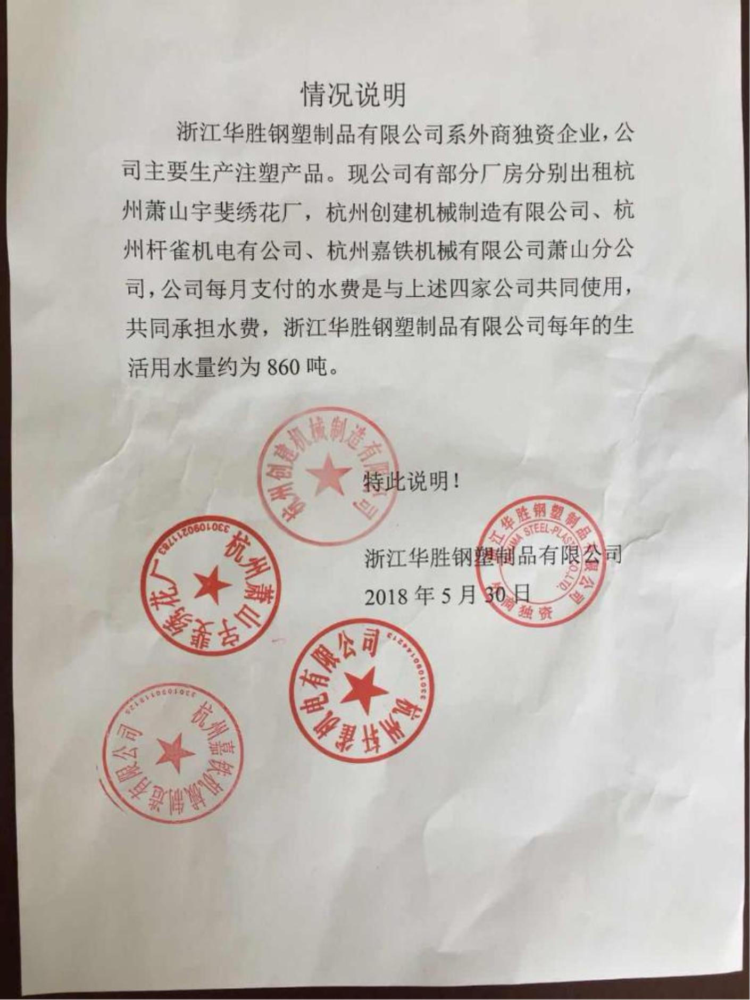 情况说明
浙江华胜钢塑制品有限公司系外商独资企业，公
司主要生产注塑产品。现公司有部分厂房分别出租杭
州萧山宇斐绣花厂，杭州创建机械制造有限公司、杭
州杆雀机电有公司、杭州嘉铁机械有限公司萧山分公
司，公司每月支付的水费是与上述四家公司共同使用，
共同承担水费，浙江华胜钢塑制品有限公司每年的生
活用水量约为 860 吨。
杭州创建机械制造有限公司
特此说明！
浙江华胜钢塑制品有限公司
STEEL-PLASTIC CO.,LTD.
外商独资
浙江华胜钢塑制品有限公司
2018 年 5 月 30 日
杭州萧山宇斐绣花厂
3301090211783
杭州轩雀机电有限公司
杭州嘉铁机械制造有限公司